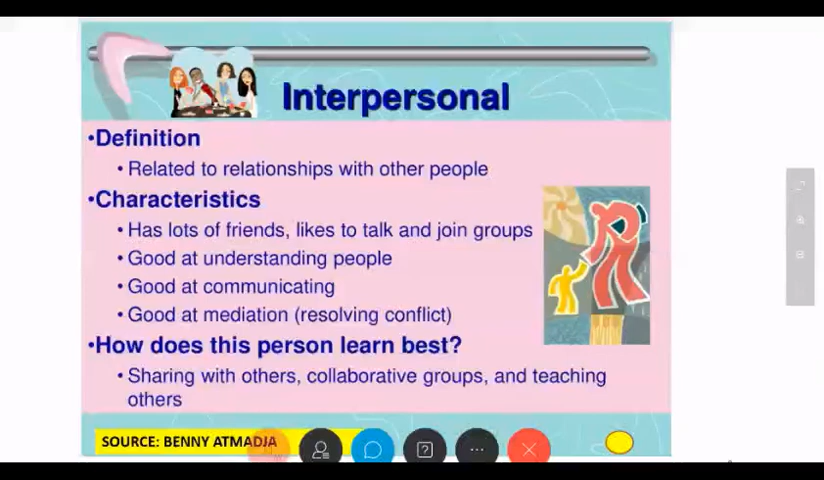 Interpersonal
•Definition
• Related to relationships with other people
•Characteristics
• Has lots of friends, likes to talk and join groups
• Good at understanding people
• Good at communicating
• Good at mediation (resolving conflict)
•How does this person learn best?
• Sharing with others, collaborative groups, and teaching
others
SOURCE: BENNY ATMADJA